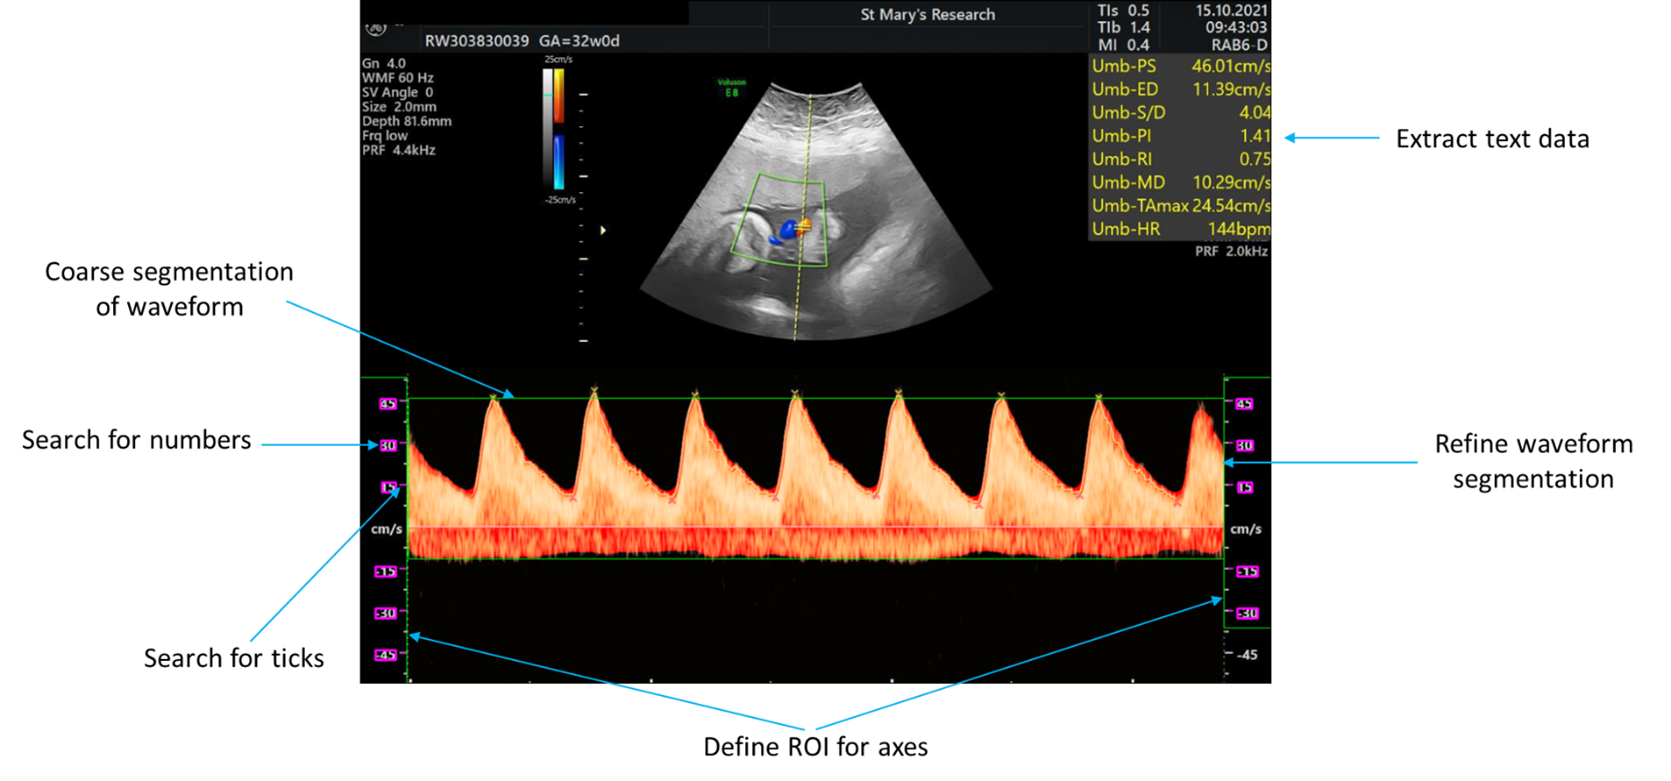 St Mary's Research
TIs 0.5
TIb 1.4
MI 0.4
15.10.2021
09:43:03
RAB6-D
RW303830039 GA=32w0d
Gn 4.0
WMF 60 Hz
SV Angle 0
Size 2.0mm
Depth 81.6mm
Frq low
PRF 4.4kHz
25cm/s
-25cm/s
Voluson
E8
Umb-PS 46.01cm/s
Umb-ED 11.39cm/s
Umb-S/D 4.04
Umb-PI 1.41
Umb-RI 0.75
Umb-MD 10.29cm/s
Umb-TAmax 24.54cm/s
Umb-HR 144bpm
PRF 2.0kHz
Extract text data
Coarse segmentation
of waveform
Search for numbers
Search for ticks
45
30
15
cm/s
-15
-30
-45
45
30
15
cm/s
-15
-30
-45
Refine waveform
segmentation
Define ROI for axes